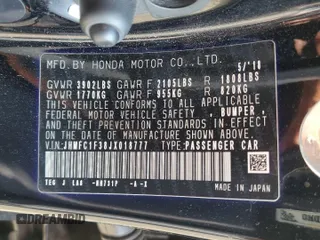 MFD. BY HONDA MOTOR CO., LTD. 5/'18
GVWR 3902LBS GAWR F 2105LBS R 1808LBS
GVWR 1770KG GAWR F 955KG R 820KG
THIS VEHICLE CONFORMS TO ALL APPLICABLE
FEDERAL MOTOR VEHICLE SAFETY, BUMPER,
AND THEFT PREVENTION STANDARDS IN EFFECT
ON THE DATE OF MANUFACTURE SHOWN ABOVE.
VIN:JHMFC1F38JX018777 TYPE:PASSENGER CAR
MADE IN JAPAN
DREAMBID